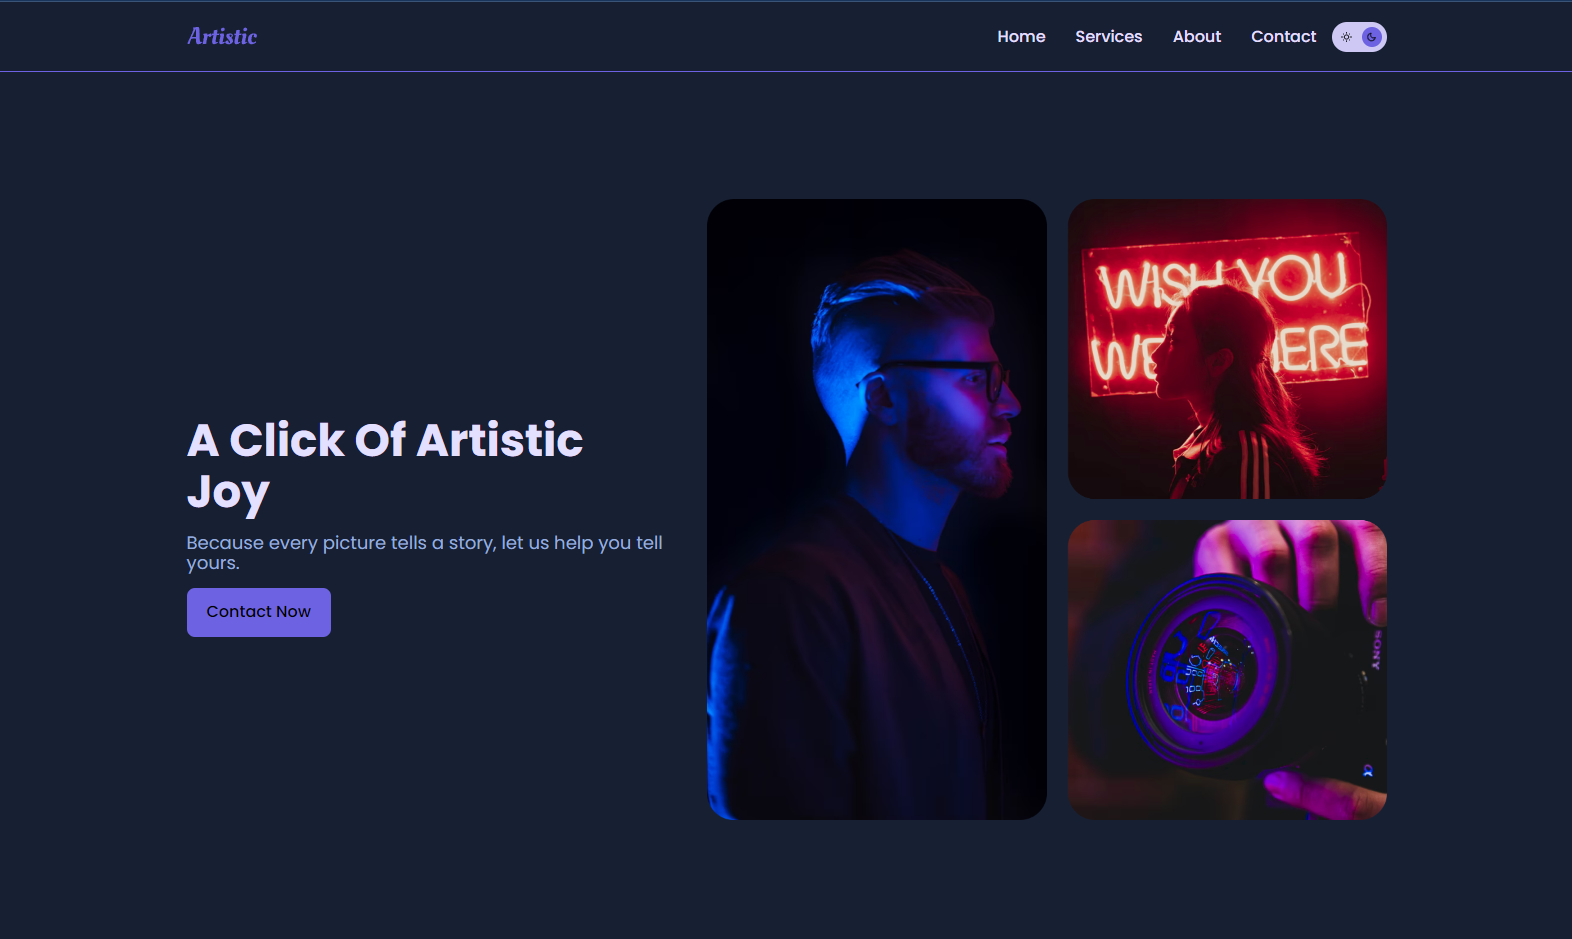 Artistic
Home Services About Contact
A Click Of Artistic
Joy
Because every picture tells a story, let us help you tell
yours.
Contact Now
WISH YOU
WE ERE
SONY